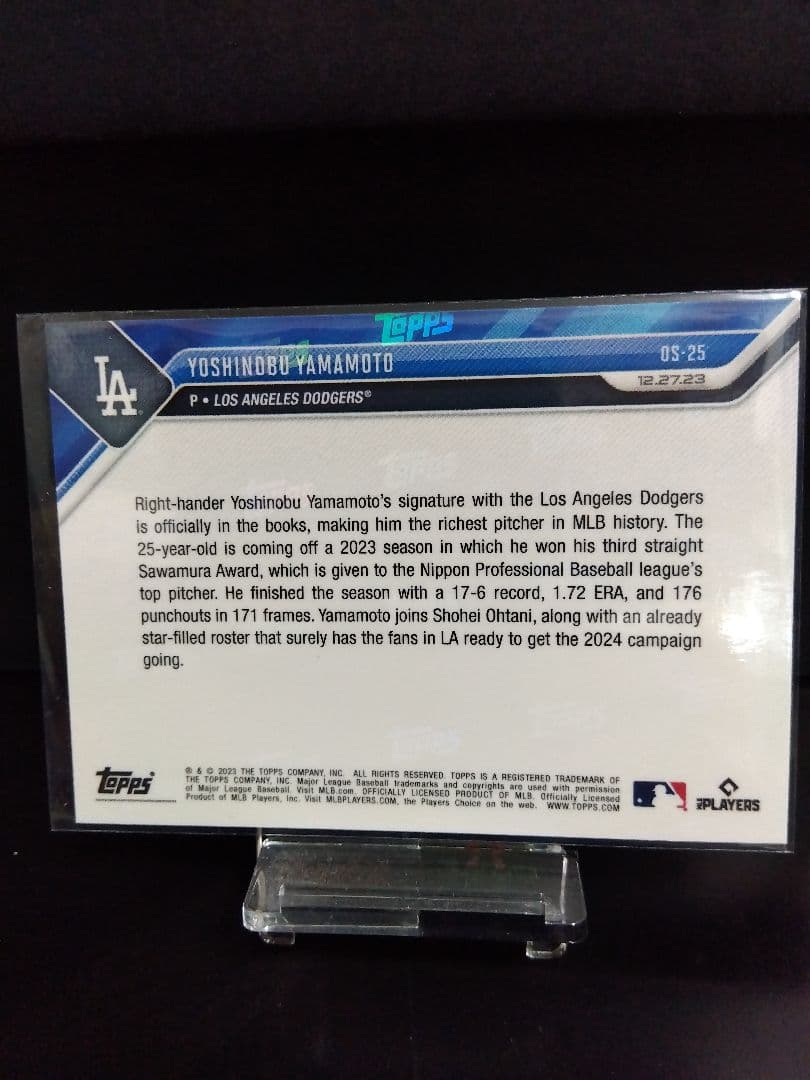 Topps
LA
YOSHINOBU YAMAMOTO
OS-25
12.27.23
P • LOS ANGELES DODGERS®
Right-hander Yoshinobu Yamamoto's signature with the Los Angeles Dodgers
is officially in the books, making him the richest pitcher in MLB history. The
25-year-old is coming off a 2023 season in which he won his third straight
Sawamura Award, which is given to the Nippon Professional Baseball league's
top pitcher. He finished the season with a 17-6 record, 1.72 ERA, and 176
punchouts in 171 frames. Yamamoto joins Shohei Ohtani, along with an already
star-filled roster that surely has the fans in LA ready to get the 2024 campaign
going.
Topps
® & © 2023 THE TOPPS COMPANY, INC. ALL RIGHTS RESERVED. TOPPS IS A REGISTERED TRADEMARK OF
THE TOPPS COMPANY, INC. Major League Baseball trademarks and copyrights are used with permission
of Major League Baseball. Visit MLB.com. OFFICIALLY LICENSED PRODUCT OF MLB. Officially Licensed
Product of MLB Players, Inc. Visit MLBPLAYERS.COM, the Players Choice on the web. WWW.TOPPS.COM
PLAYERS